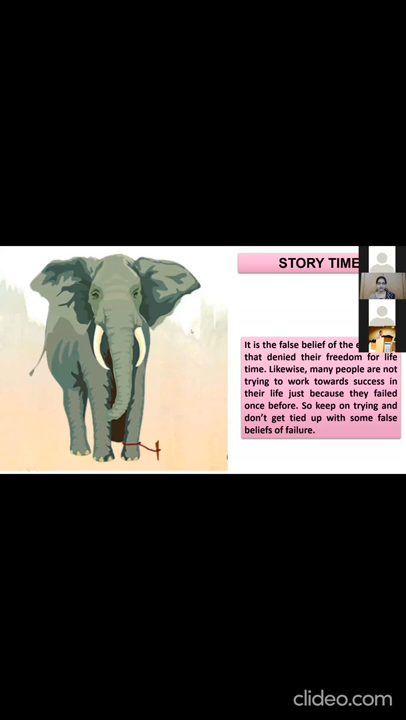 STORY TIME
It is the false belief of the
that denied their freedom for life
time. Likewise, many people are not
trying to work towards success in
their life just because they failed
once before. So keep on trying and
don't get tied up with some false
beliefs of failure.
clideo.com